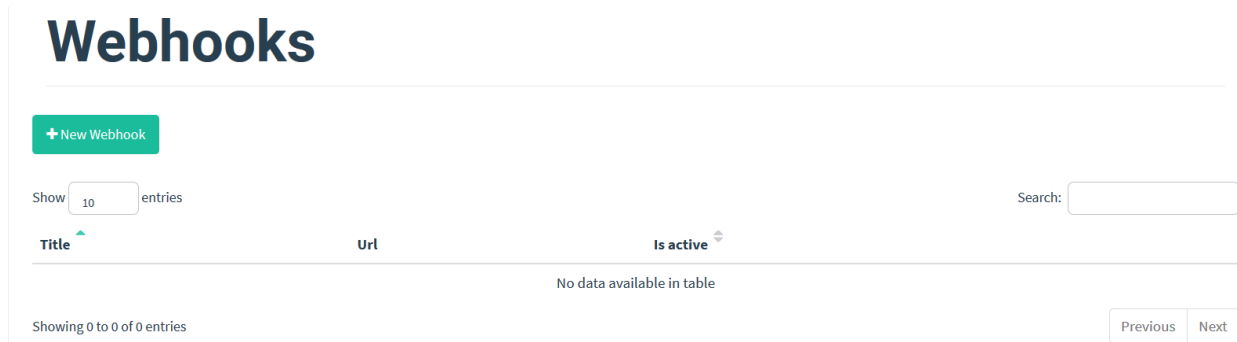 Webhooks
New Webhook
Show 10 entries Search:
Title Url Is active
No data available in table
Showing 0 to 0 of 0 entries Previous Next